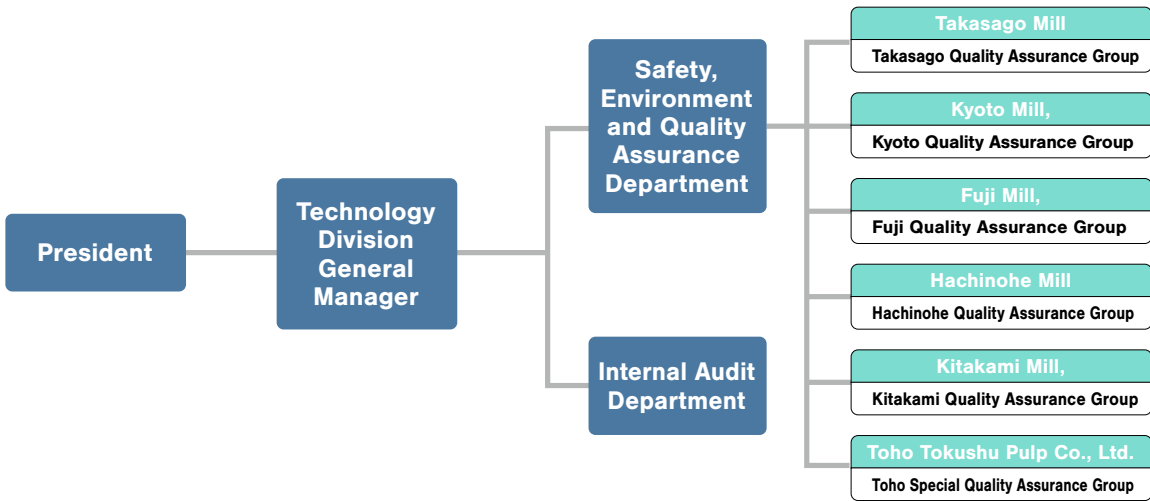 President
Technology
Division
General
Manager
Safety,
Environment
and Quality
Assurance
Department
Internal Audit
Department
Takasago Mill
Takasago Quality Assurance Group
Kyoto Mill,
Kyoto Quality Assurance Group
Fuji Mill,
Fuji Quality Assurance Group
Hachinohe Mill
Hachinohe Quality Assurance Group
Kitakami Mill,
Kitakami Quality Assurance Group
Toho Tokushu Pulp Co., Ltd.
Toho Special Quality Assurance Group